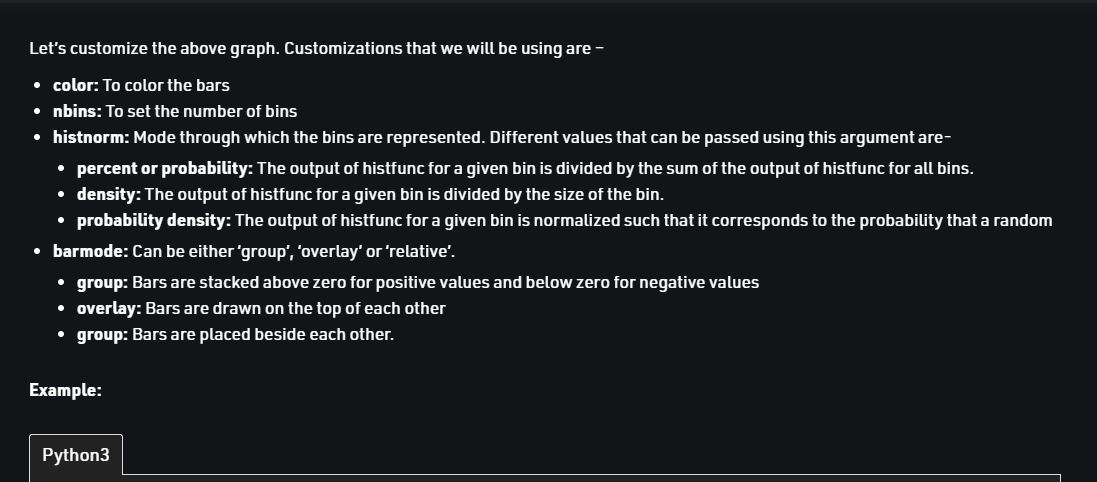 Let's customize the above graph. Customizations that we will be using are –
• color: To color the bars
• nbins: To set the number of bins
• histnorm: Mode through which the bins are represented. Different values that can be passed using this argument are-
• percent or probability: The output of histfunc for a given bin is divided by the sum of the output of histfunc for all bins.
• density: The output of histfunc for a given bin is divided by the size of the bin.
• probability density: The output of histfunc for a given bin is normalized such that it corresponds to the probability that a random
• barmode: Can be either ‘group’, ‘overlay’ or ‘relative’.
• group: Bars are stacked above zero for positive values and below zero for negative values
• overlay: Bars are drawn on the top of each other
• group: Bars are placed beside each other.
Example:
Python3